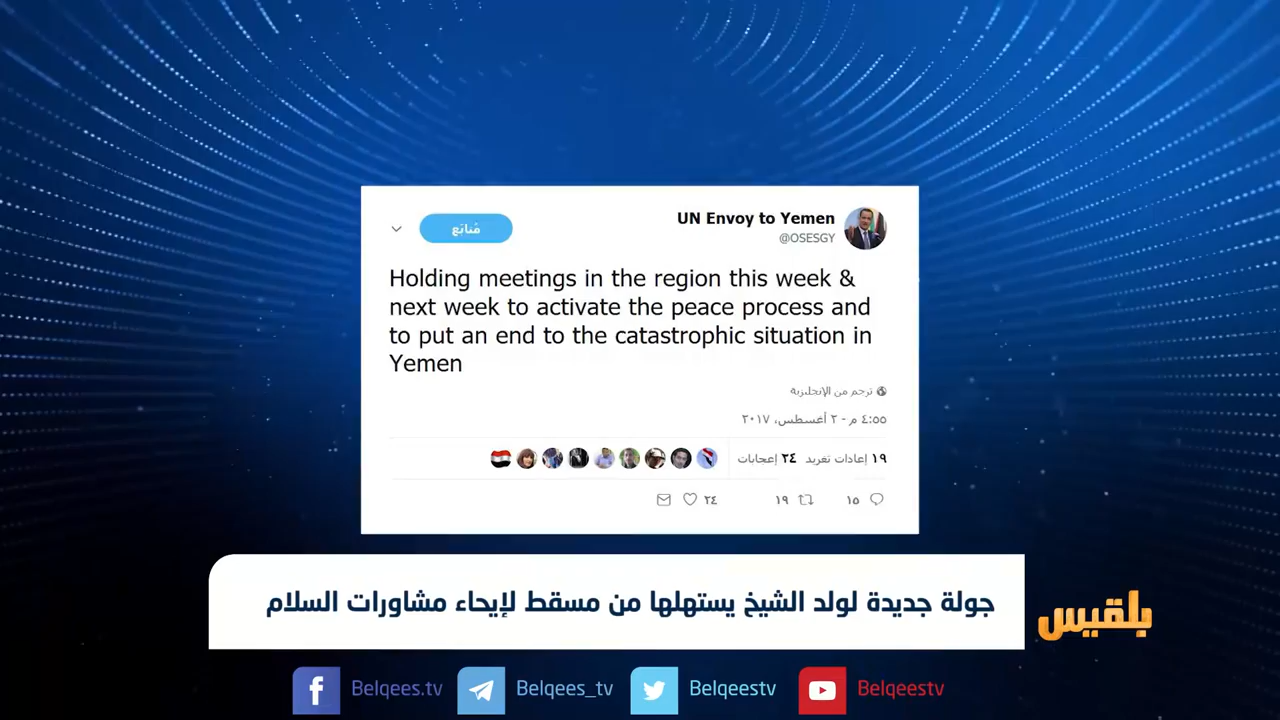 UN Envoy to Yemen
@OSESGY
مُتابَع
Holding meetings in the region this week &
next week to activate the peace process and
to put an end to the catastrophic situation in
Yemen
ترجم من الإنجليزية
٤:٥٥ م - ٢ أغسطس، ٢٠١٧
١٩ إعادات تغريد ٢٤ إعجابات
١٥ ١٩ ٢٤
جولة جديدة لولد الشيخ يستهلها من مسقط لإيحاء مشاورات السلام
بلقيس
Belqees.tv Belqees_tv Belqeestv Belqeestv